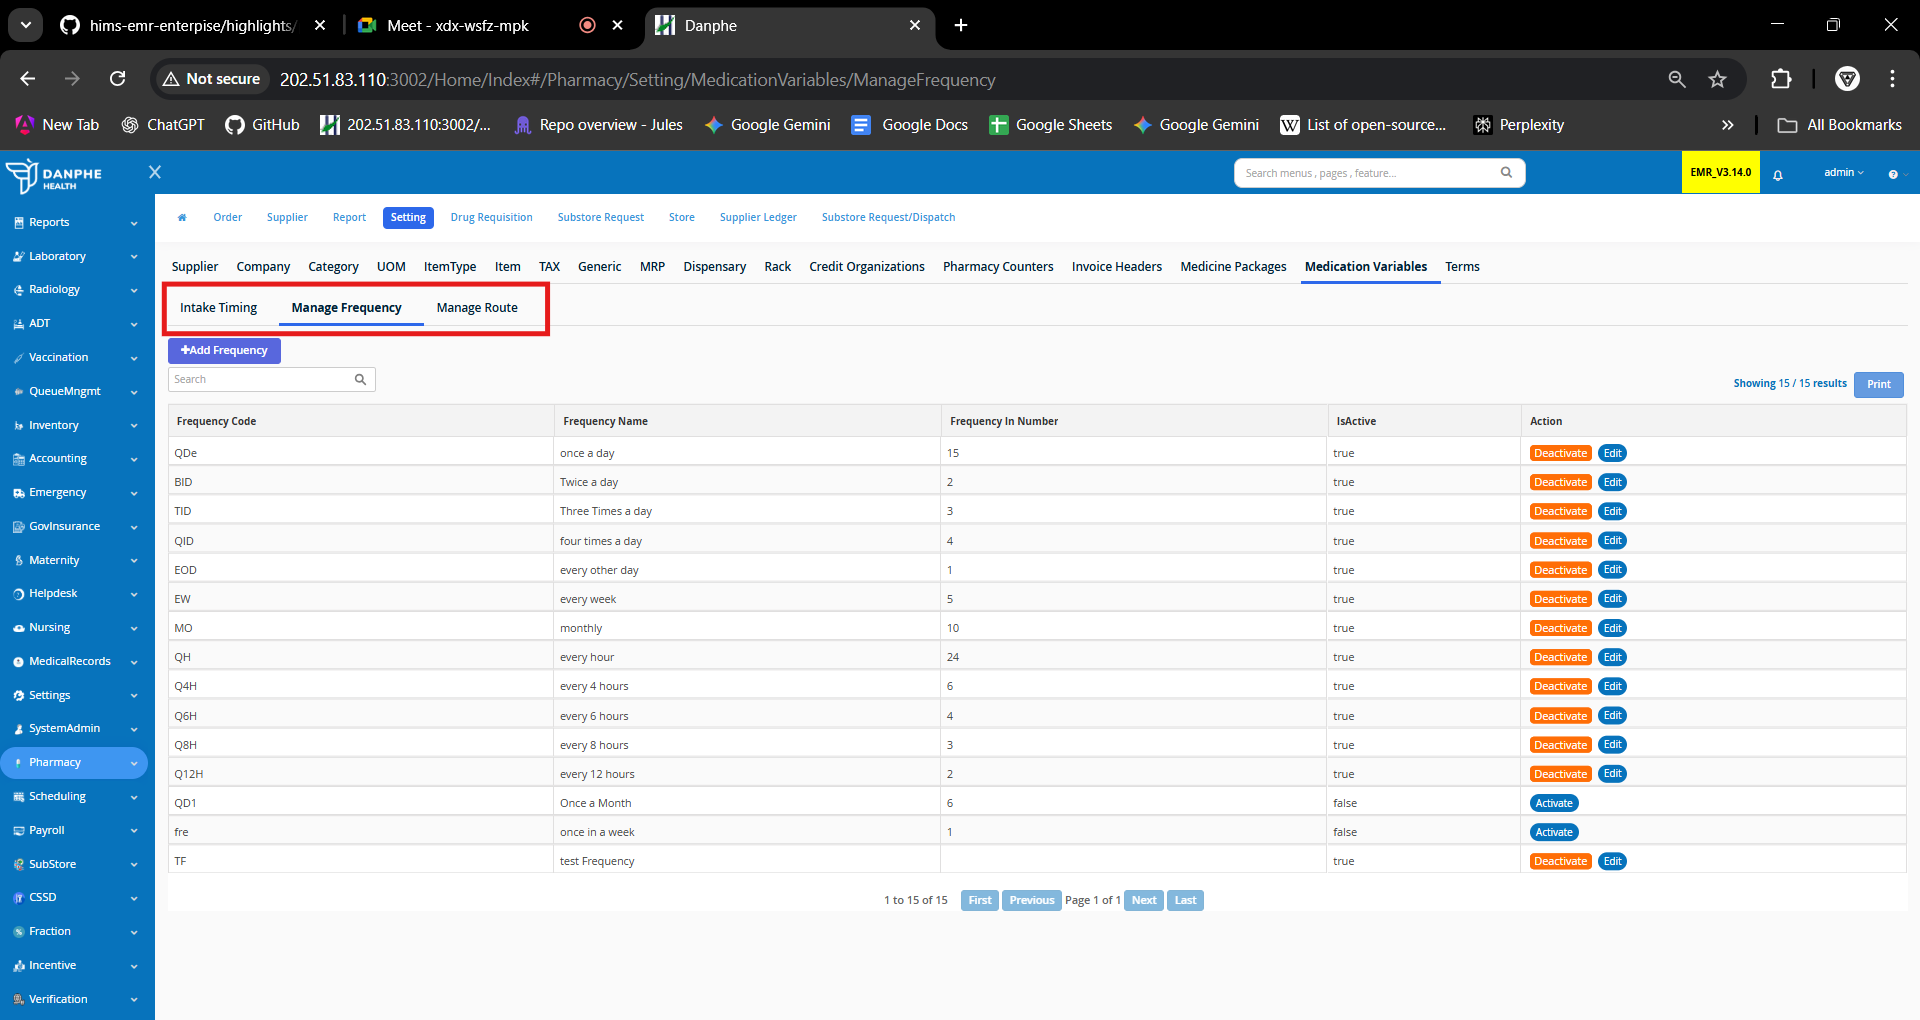 hims-emr-enterpise/highlights/
Meet - xdx-wsfz-mpk
Danphe
Not secure
202.51.83.110:3002/Home/Index#/Pharmacy/Setting/MedicationVariables/ManageFrequency
New Tab
ChatGPT
GitHub
202.51.83.110:3002/...
Repo overview - Jules
Google Gemini
Google Docs
Google Sheets
Google Gemini
List of open-source...
Perplexity
All Bookmarks
DANPHE
HEALTH
X
Search menus , pages , feature...
EMR_V3.14.0
admin
Reports
Laboratory
Radiology
ADT
Vaccination
QueueMngmt
Inventory
Accounting
Emergency
GovInsurance
Maternity
Helpdesk
Nursing
MedicalRecords
Settings
SystemAdmin
Pharmacy
Scheduling
Payroll
SubStore
CSSD
Fraction
Incentive
Verification
Order Supplier Report Setting Drug Requisition Substore Request Store Supplier Ledger Substore Request/Dispatch
Supplier Company Category UOM ItemType Item TAX Generic MRP Dispensary Rack Credit Organizations Pharmacy Counters Invoice Headers Medicine Packages Medication Variables Terms
Intake Timing Manage Frequency Manage Route
+Add Frequency
Search
Showing 15 / 15 results Print
Frequency Code Frequency Name Frequency In Number IsActive Action
QDe once a day 15 true Deactivate Edit
BID Twice a day 2 true Deactivate Edit
TID Three Times a day 3 true Deactivate Edit
QID four times a day 4 true Deactivate Edit
EOD every other day 1 true Deactivate Edit
EW every week 5 true Deactivate Edit
MO monthly 10 true Deactivate Edit
QH every hour 24 true Deactivate Edit
Q4H every 4 hours 6 true Deactivate Edit
Q6H every 6 hours 4 true Deactivate Edit
Q8H every 8 hours 3 true Deactivate Edit
Q12H every 12 hours 2 true Deactivate Edit
QD1 Once a Month 6 false Activate
fre once in a week 1 false Activate
TF test Frequency true Deactivate Edit
1 to 15 of 15 First Previous Page 1 of 1 Next Last